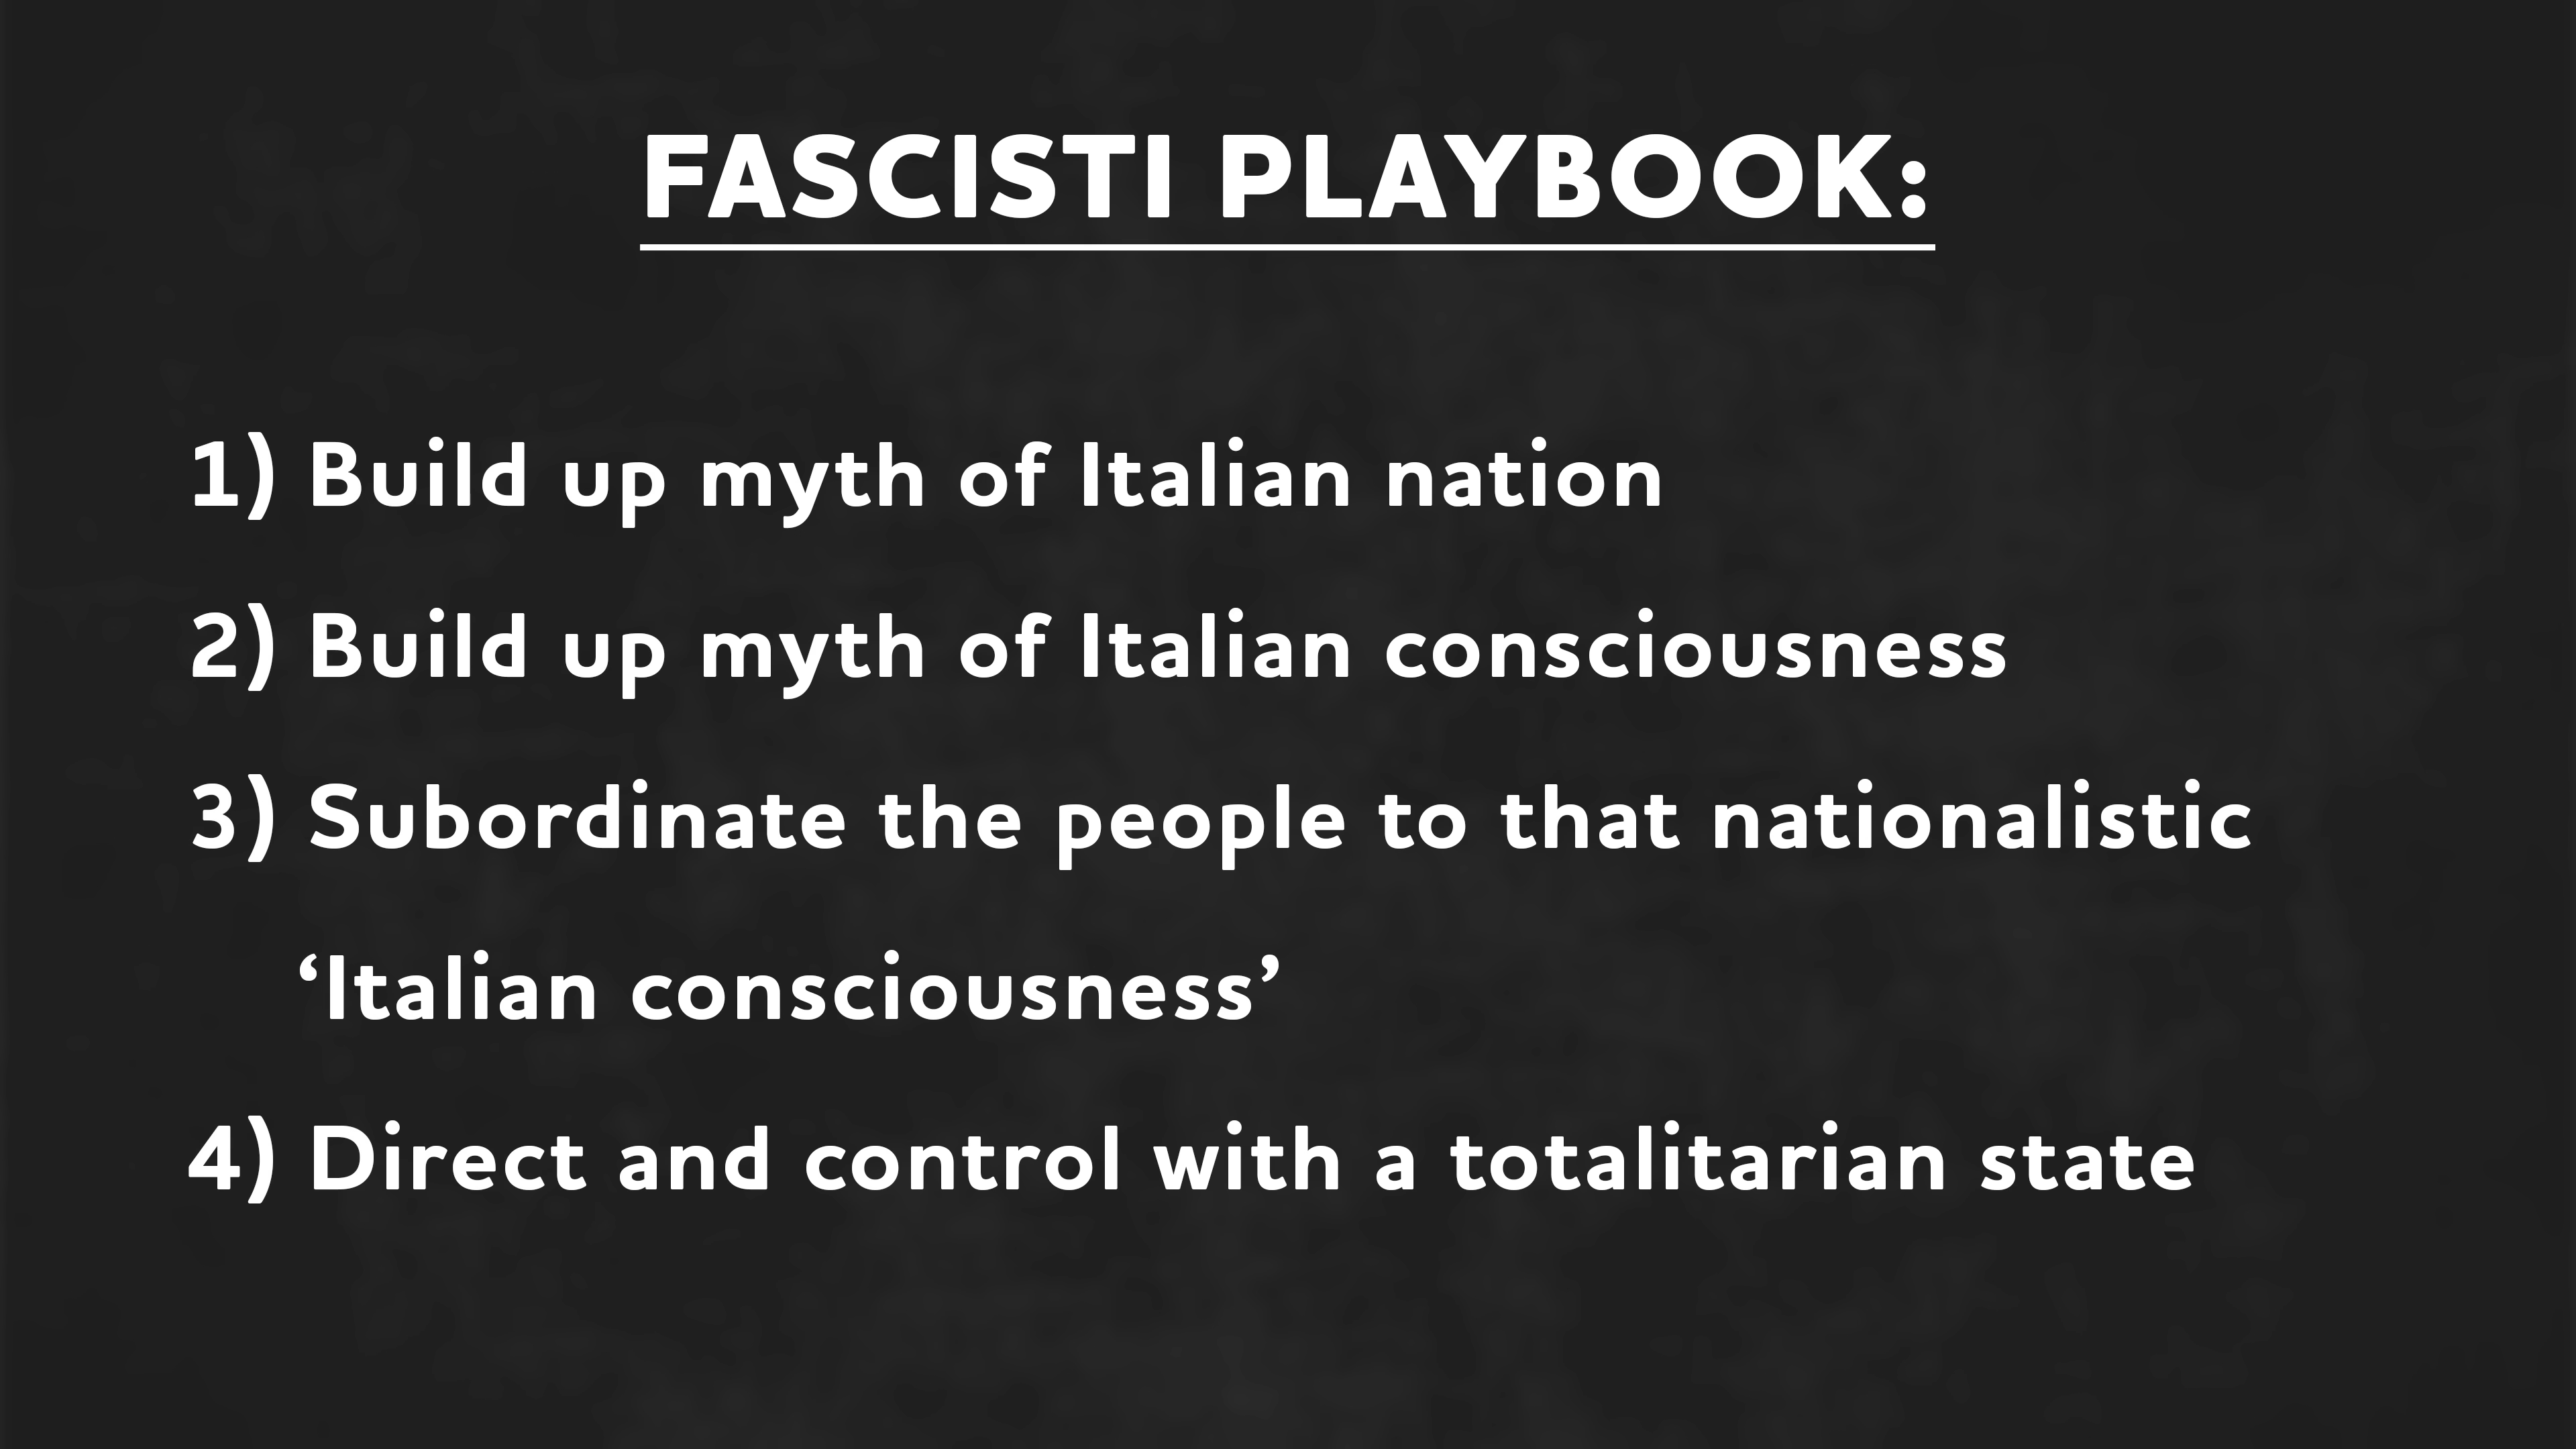 FASCISTI PLAYBOOK:
1) Build up myth of Italian nation
2) Build up myth of Italian consciousness
3) Subordinate the people to that nationalistic
‘Italian consciousness’
4) Direct and control with a totalitarian state